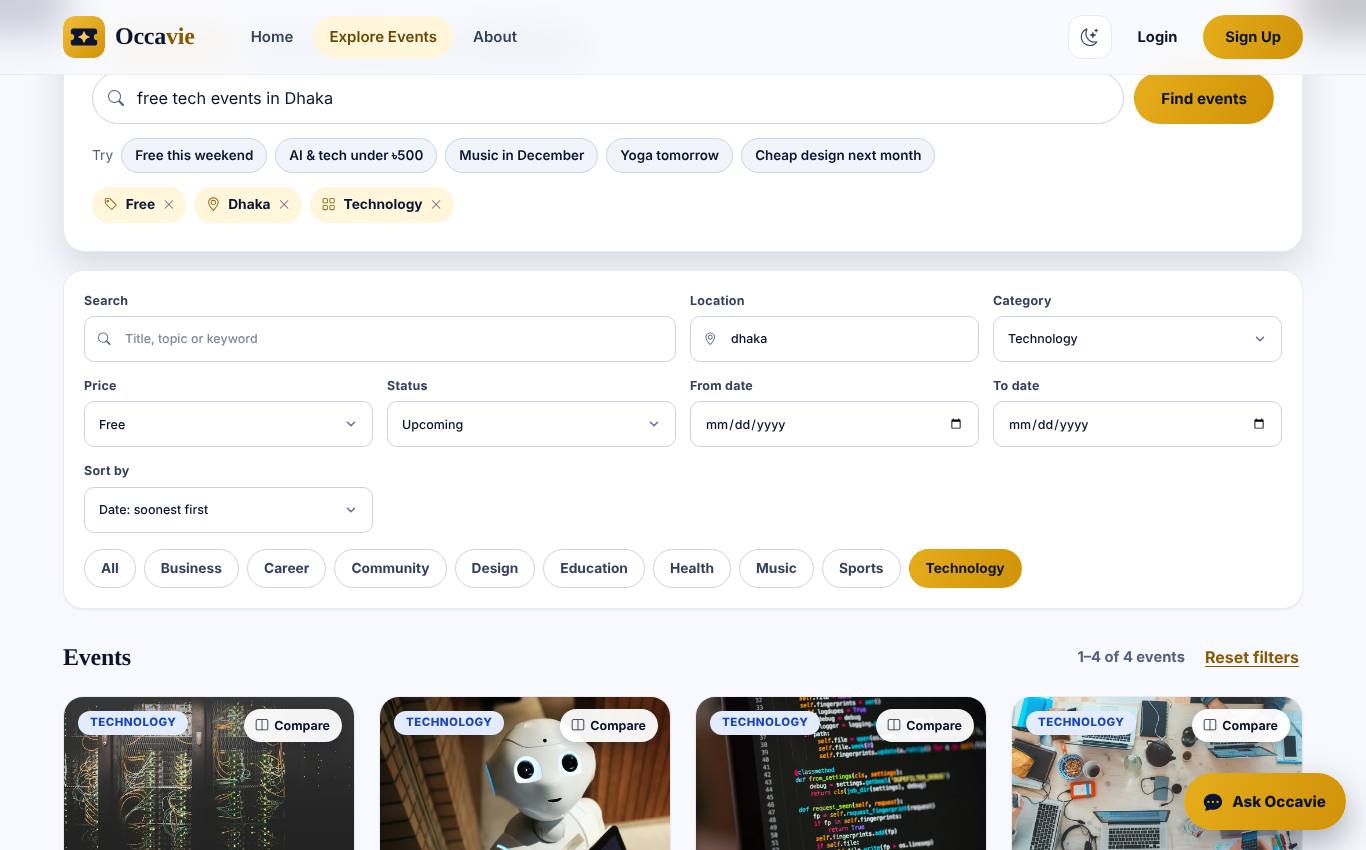 Occavie Home Explore Events About Login Sign Up
free tech events in Dhaka Find events
Try Free this weekend AI & tech under ৳500 Music in December Yoga tomorrow Cheap design next month
Free Dhaka Technology
Search Location Category
Title, topic or keyword dhaka Technology
Price Status From date To date
Free Upcoming mm/dd/yyyy mm/dd/yyyy
Sort by
Date: soonest first
All Business Career Community Design Education Health Music Sports Technology
Events 1–4 of 4 events Reset filters
TECHNOLOGY Compare TECHNOLOGY Compare TECHNOLOGY Compare TECHNOLOGY Compare
Ask Occavie